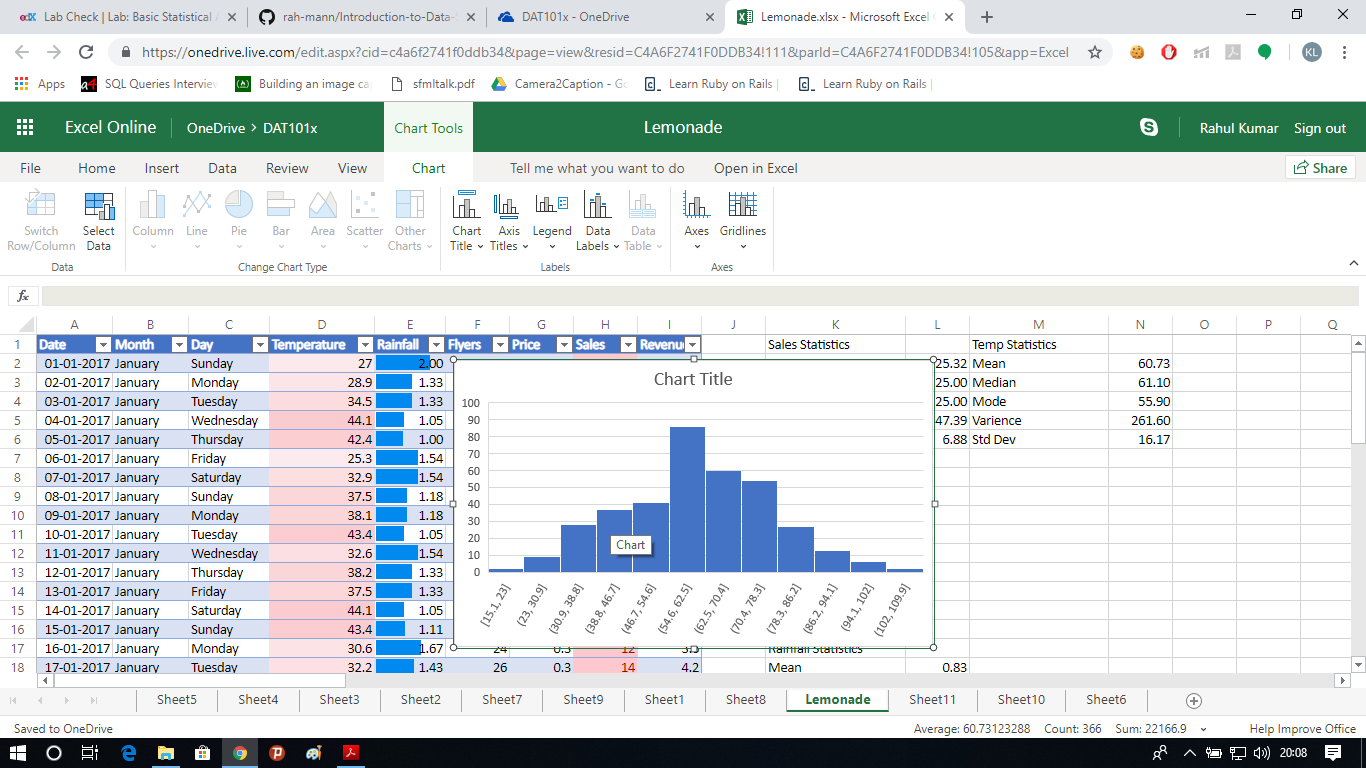 edX Lab Check | Lab: Basic Statistical A
rah-mann/Introduction-to-Data-S
DAT101x - OneDrive
Lemonade.xlsx - Microsoft Excel O
https://onedrive.live.com/edit.aspx?cid=c4a6f2741f0ddb34&page=view&resid=C4A6F2741F0DDB34!111&parId=C4A6F2741F0DDB34!105&app=Excel
KL
Apps a4 SQL Queries Interview Building an image ca sfmltalk.pdf Camera2Caption - Go C_ Learn Ruby on Rails | C_ Learn Ruby on Rails |
Excel Online OneDrive > DAT101x Chart Tools Lemonade Rahul Kumar Sign out
File Home Insert Data Review View Chart Tell me what you want to do Open in Excel Share
Switch Row/Column
Select Data
Column Line Pie Bar Area Scatter
Other Charts
Chart Title
Axis Titles
Legend
Data Labels
Data Table
Axes Gridlines
Data Change Chart Type Labels Axes
fx
A B C D E F G H I J K L M N O P Q
1 Date Month Day Temperature Rainfall Flyers Price Sales Revenu Sales Statistics Temp Statistics
2 01-01-2017 January Sunday 27 2.00 25.32 Mean 60.73
3 02-01-2017 January Monday 28.9 1.33 25.00 Median 61.10
4 03-01-2017 January Tuesday 34.5 1.33 25.00 Mode 55.90
5 04-01-2017 January Wednesday 44.1 1.05 47.39 Varience 261.60
6 05-01-2017 January Thursday 42.4 1.00 6.88 Std Dev 16.17
7 06-01-2017 January Friday 25.3 1.54
8 07-01-2017 January Saturday 32.9 1.54
9 08-01-2017 January Sunday 37.5 1.18
10 09-01-2017 January Monday 38.1 1.18
11 10-01-2017 January Tuesday 43.4 1.05
12 11-01-2017 January Wednesday 32.6 1.54
13 12-01-2017 January Thursday 38.2 1.33
14 13-01-2017 January Friday 37.5 1.33
15 14-01-2017 January Saturday 44.1 1.05
16 15-01-2017 January Sunday 43.4 1.11
17 16-01-2017 January Monday 30.6 1.67 24 0.3 12 Rainfall Statistics
18 17-01-2017 January Tuesday 32.2 1.43 26 0.3 14 4.2 Mean 0.83
Chart Title
100
90
80
70
60
50
40
30
20
10
0
Chart
[15.1, 23] (23, 30.9] (30.9, 38.8] (38.8, 46.7] (46.7, 54.6] (54.6, 62.5] (62.5, 70.4] (70.4, 78.3] (78.3, 86.2] (86.2, 94.1] (94.1, 102] (102, 109.9]
Sheet5 Sheet4 Sheet3 Sheet2 Sheet7 Sheet9 Sheet1 Sheet8 Lemonade Sheet11 Sheet10 Sheet6
Saved to OneDrive Average: 60.73123288 Count: 366 Sum: 22166.9 Help Improve Office
20:08